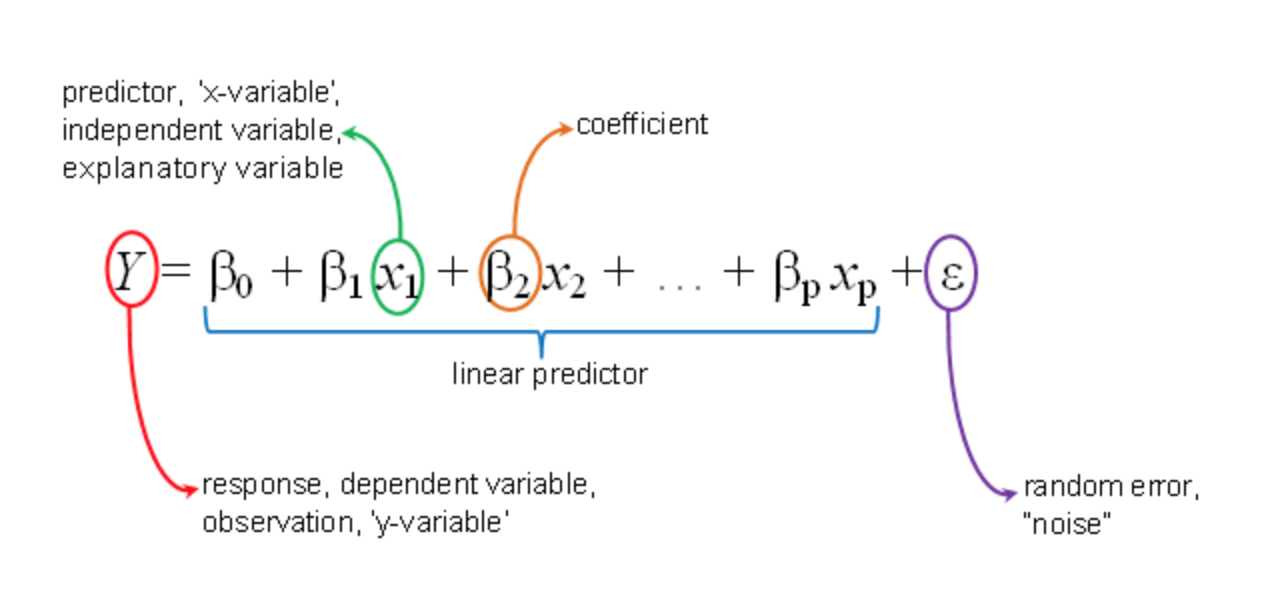 predictor, 'x-variable',
independent variable,
explanatory variable
coefficient
Y = β₀ + β₁ x₁ + β₂ x₂ + ... + βₚ xₚ + ε
linear predictor
response, dependent variable,
observation, 'y-variable'
random error,
"noise"